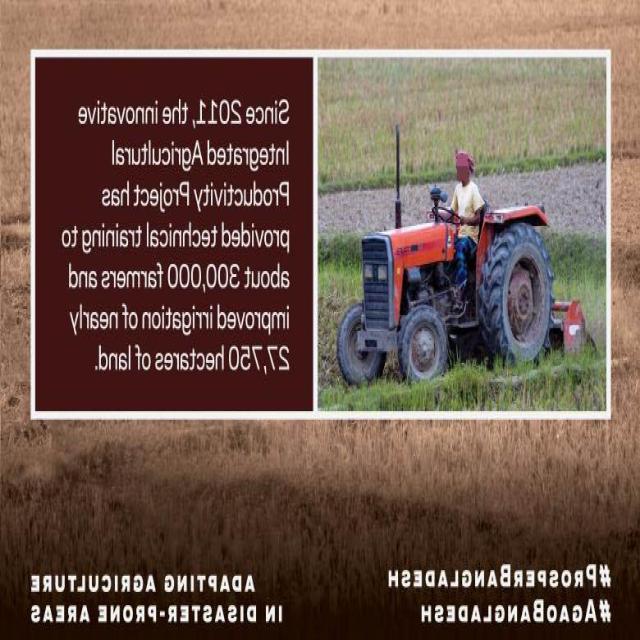 Since 2011, the innovative
Integrated Agricultural
Productivity Project has
provided technical training to
about 300,000 farmers and
improved irrigation of nearly
27,750 hectares of land.
#PROSPERBANGLADESH
#AGAOBANGLADESH
ADAPTING AGRICULTURE
IN DISASTER-PRONE AREAS